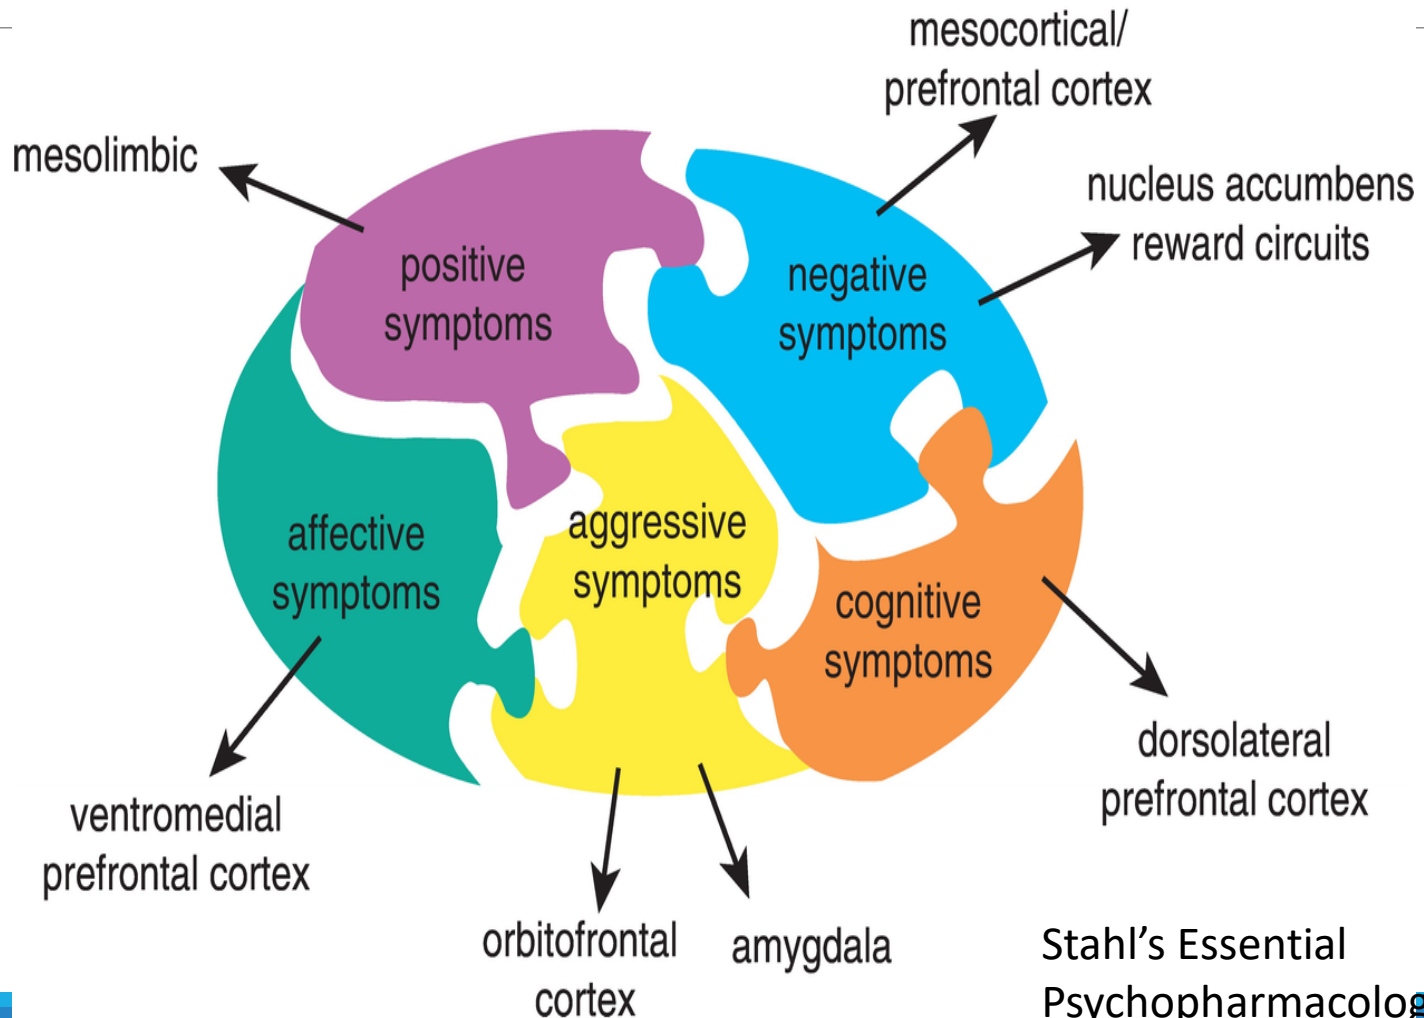 mesocortical/
prefrontal cortex
mesolimbic
nucleus accumbens
reward circuits
positive
symptoms
negative
symptoms
affective
symptoms
aggressive
symptoms
cognitive
symptoms
dorsolateral
prefrontal cortex
ventromedial
prefrontal cortex
orbitofrontal
cortex
amygdala
Stahl’s Essential
Psychopharmacolog